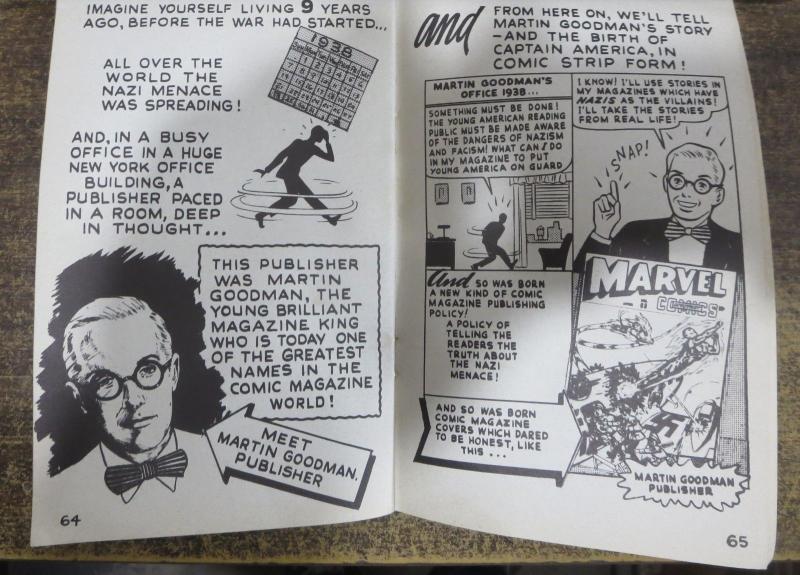 IMAGINE YOURSELF LIVING 9 YEARS
AGO, BEFORE THE WAR HAD STARTED...
1938
ALL OVER THE
WORLD THE
NAZI MENACE
WAS SPREADING!
AND, IN A BUSY
OFFICE IN A HUGE
NEW YORK OFFICE
BUILDING, A
PUBLISHER PACED
IN A ROOM, DEEP
IN THOUGHT...
THIS PUBLISHER
WAS MARTIN
GOODMAN, THE
YOUNG BRILLIANT
MAGAZINE KING
WHO IS TODAY ONE
OF THE GREATEST
NAMES IN THE
COMIC MAGAZINE
WORLD!
MEET
MARTIN GOODMAN,
PUBLISHER
64
and
FROM HERE ON, WE'LL TELL
MARTIN GOODMAN'S STORY
-AND THE BIRTH OF
CAPTAIN AMERICA, IN
COMIC STRIP FORM!
MARTIN GOODMAN'S
OFFICE 1938...
SOMETHING MUST BE DONE!
THE YOUNG AMERICAN READING
PUBLIC MUST BE MADE AWARE
OF THE DANGERS OF NAZISM
AND FACISM! WHAT CAN I DO
IN MY MAGAZINE TO PUT
YOUNG AMERICA ON GUARD
I KNOW! I'LL USE STORIES IN
MY MAGAZINES WHICH HAVE
NAZIS AS THE VILLAINS!
I'LL TAKE THE STORIES
FROM REAL LIFE!
SNAP!
And SO WAS BORN
A NEW KIND OF COMIC
MAGAZINE PUBLISHING
POLICY!
A POLICY OF
TELLING THE
READERS THE
TRUTH ABOUT
THE NAZI
MENACE!
AND SO WAS BORN
COMIC MAGAZINE
COVERS WHICH DARED
TO BE HONEST, LIKE
THIS...
MARVEL
COMICS
MARTIN GOODMAN
PUBLISHER
65